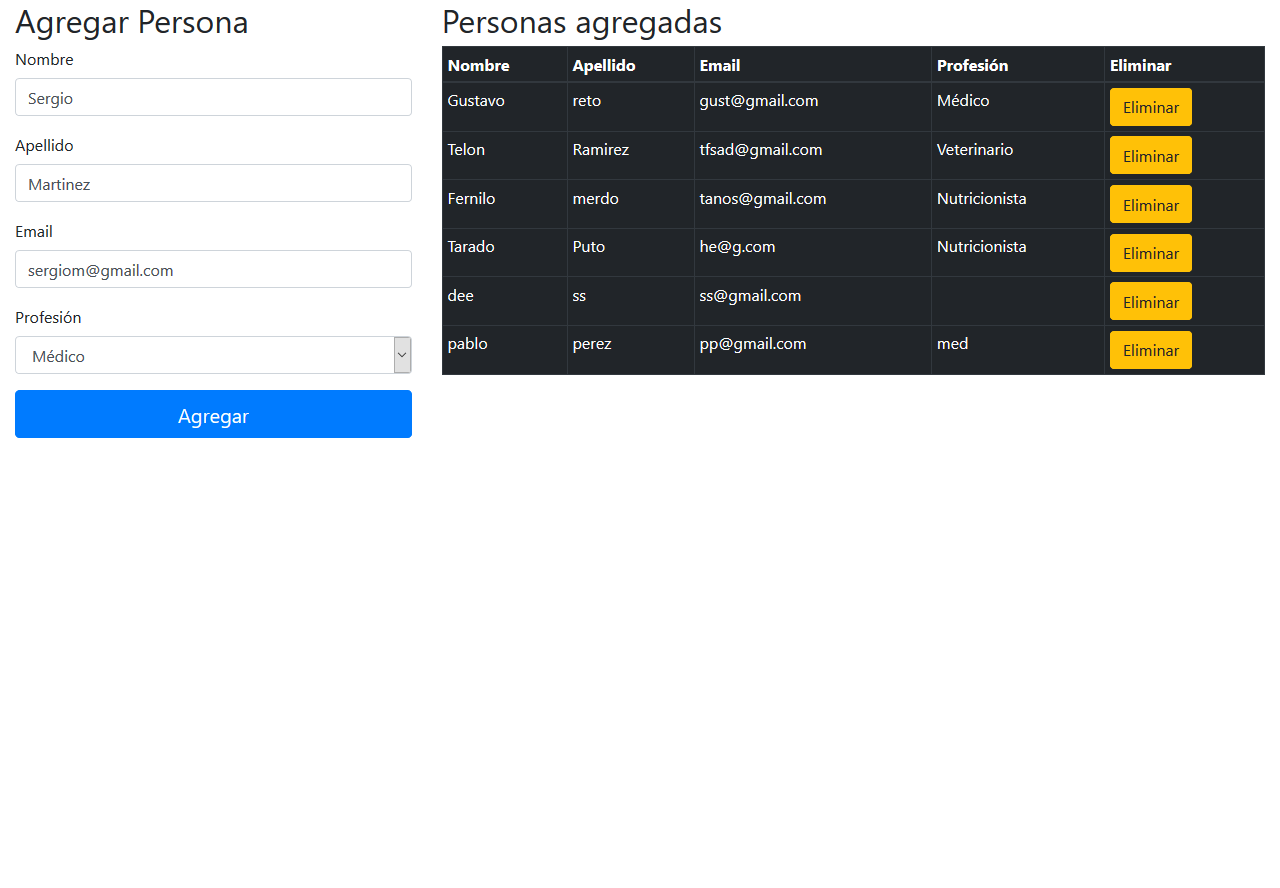 Agregar Persona
Nombre
Sergio
Apellido
Martinez
Email
sergiom@gmail.com
Profesión
Médico
Agregar
Personas agregadas
Nombre Apellido Email Profesión Eliminar
Gustavo reto gust@gmail.com Médico Eliminar
Telon Ramirez tfsad@gmail.com Veterinario Eliminar
Fernilo merdo tanos@gmail.com Nutricionista Eliminar
Tarado Puto he@g.com Nutricionista Eliminar
dee ss ss@gmail.com Eliminar
pablo perez pp@gmail.com med Eliminar